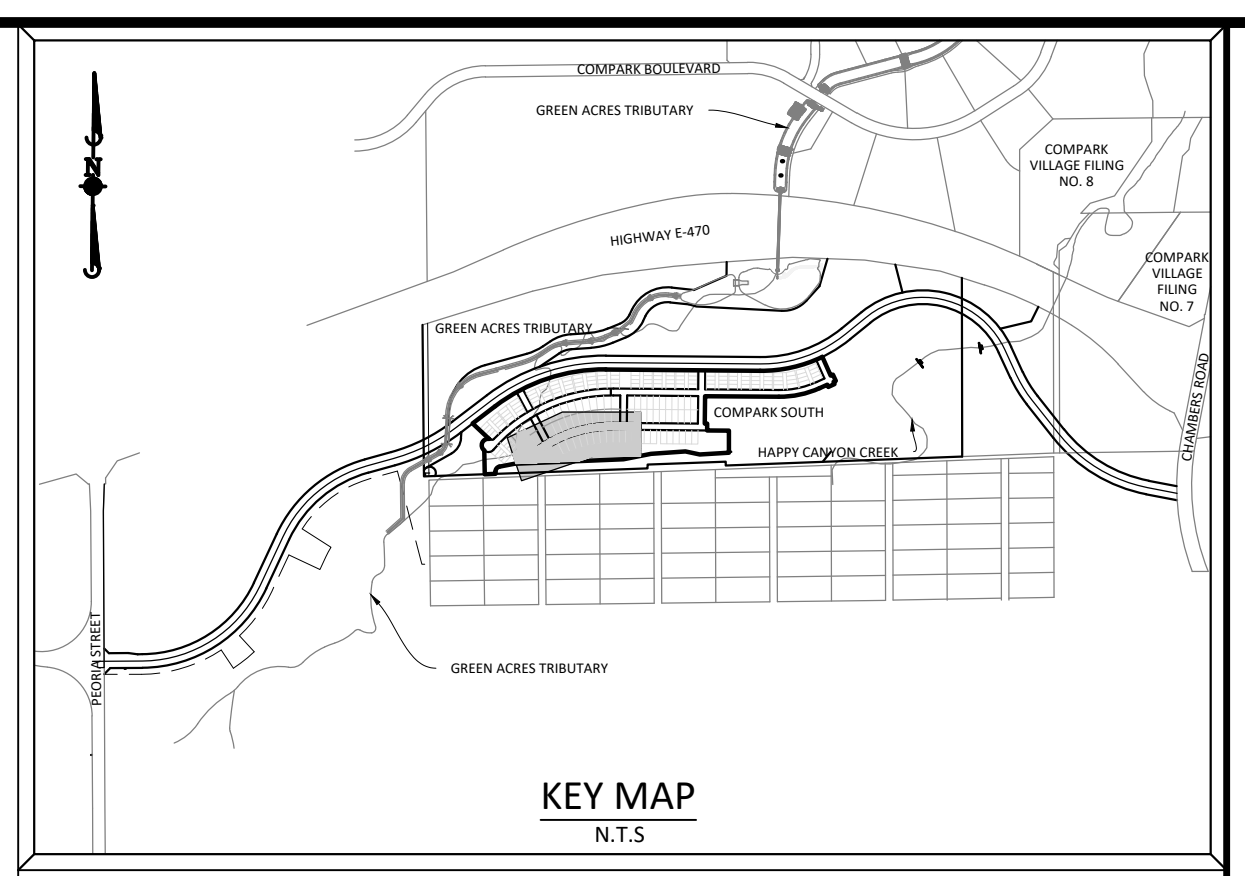 COMPARK BOULEVARD
GREEN ACRES TRIBUTARY
COMPARK
VILLAGE FILING
NO. 8
N
HIGHWAY E-470
COMPARK
VILLAGE
FILING
NO. 7
GREEN ACRES TRIBUTARY
CHAMBERS ROAD
COMPARK SOUTH
HAPPY CANYON CREEK
PEORIA STREET
GREEN ACRES TRIBUTARY
KEY MAP
N.T.S